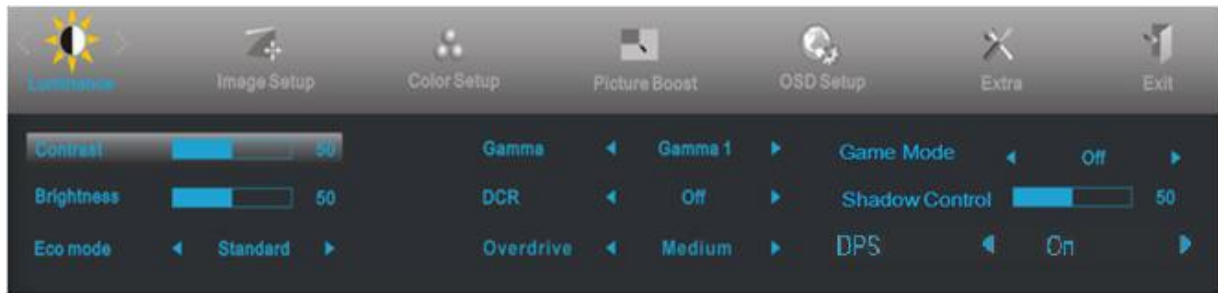 Luminance Image Setup Color Setup Picture Boost OSD Setup Extra Exit
Contrast 50 Gamma Gamma 1 Game Mode Off
Brightness 50 DCR Off Shadow Control 50
Eco mode Standard Overdrive Medium DPS On